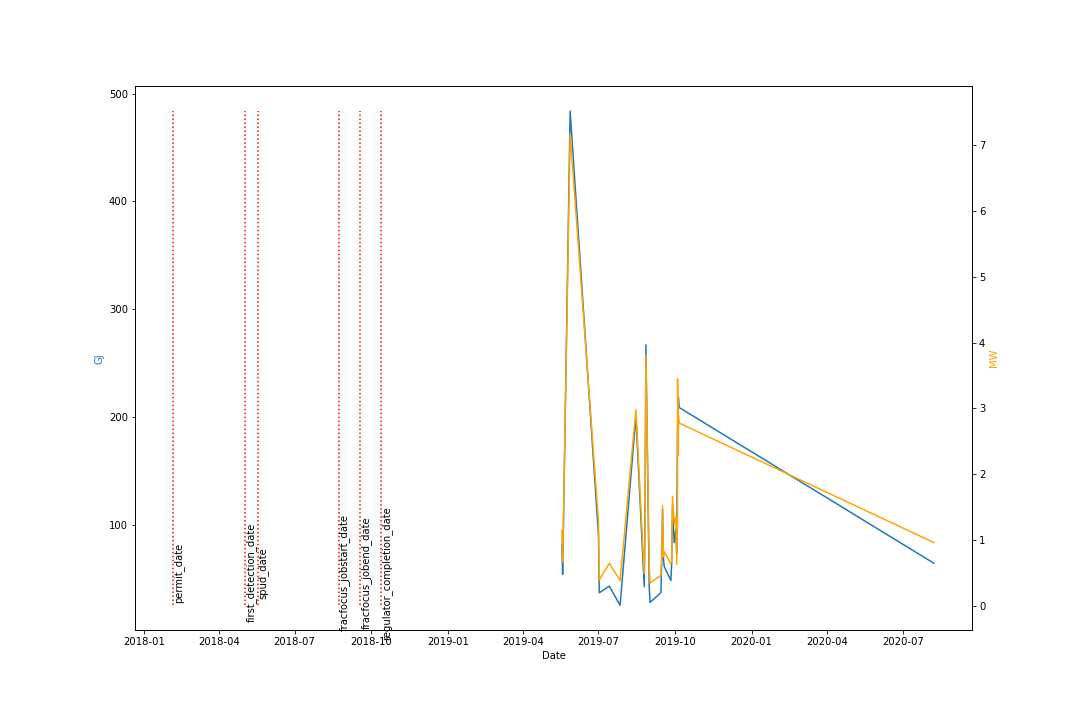 500
400
300
200
100
GJ
7
6
5
4
3
2
1
0
MW
permit_date
first_detection_date
spud_date
fracfocus_jobstart_date
fracfocus_jobend_date
regulator_completion_date
2018-01
2018-04
2018-07
2018-10
2019-01
2019-04
2019-07
2019-10
2020-01
2020-04
2020-07
Date